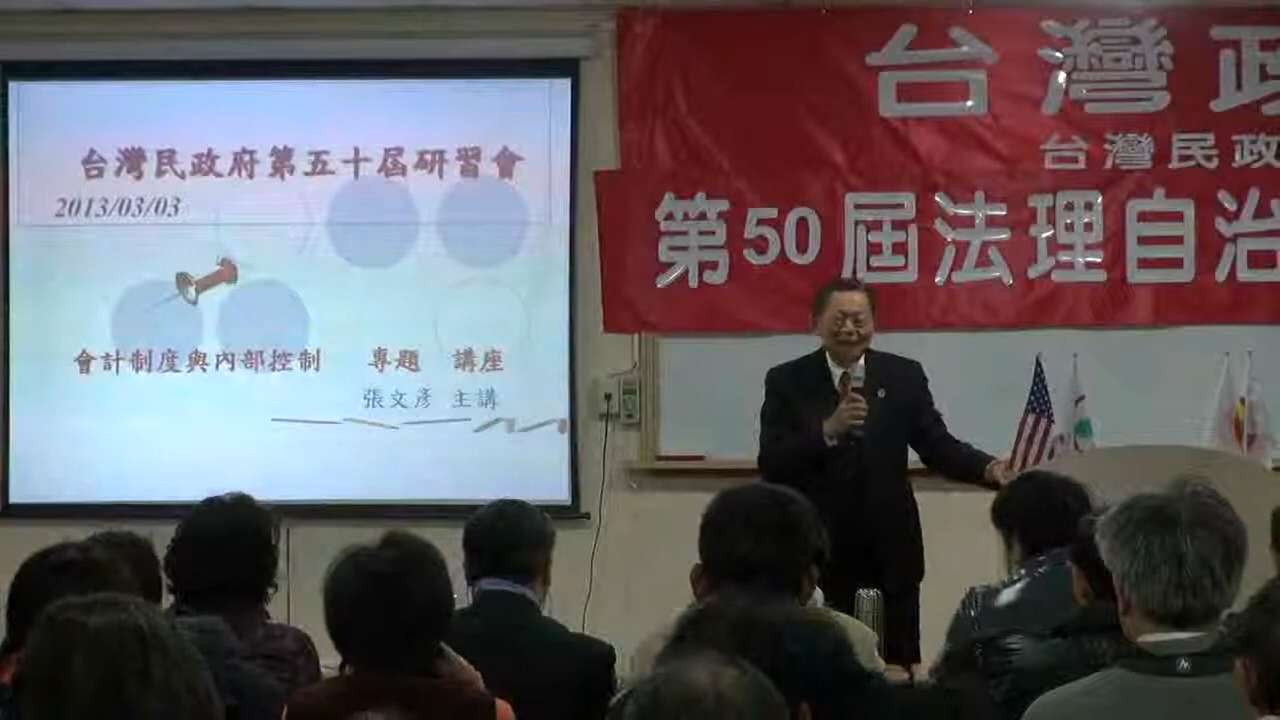 台灣民政府第五十屆研習會
2013/03/03
會計制度與內部控制 專題 講座
張文彥 主講
台灣政
台灣民政
第50屆法理自治